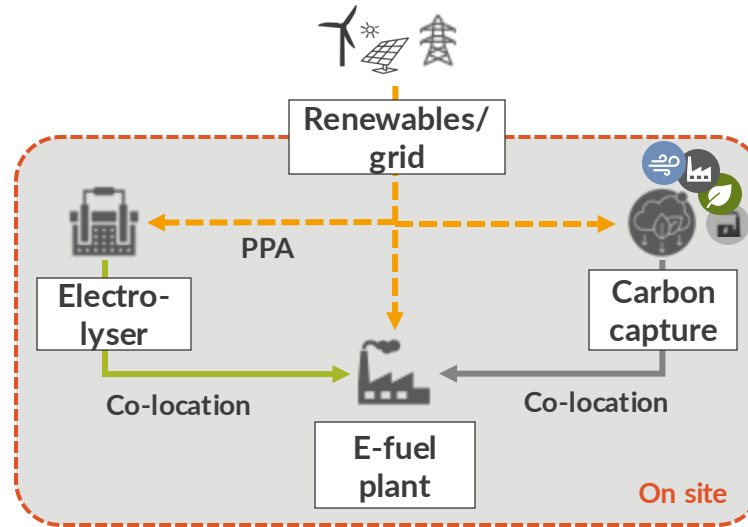 Renewables/
grid
PPA
Electro-
lyser
Carbon
capture
Co-location
Co-location
E-fuel
plant
On site